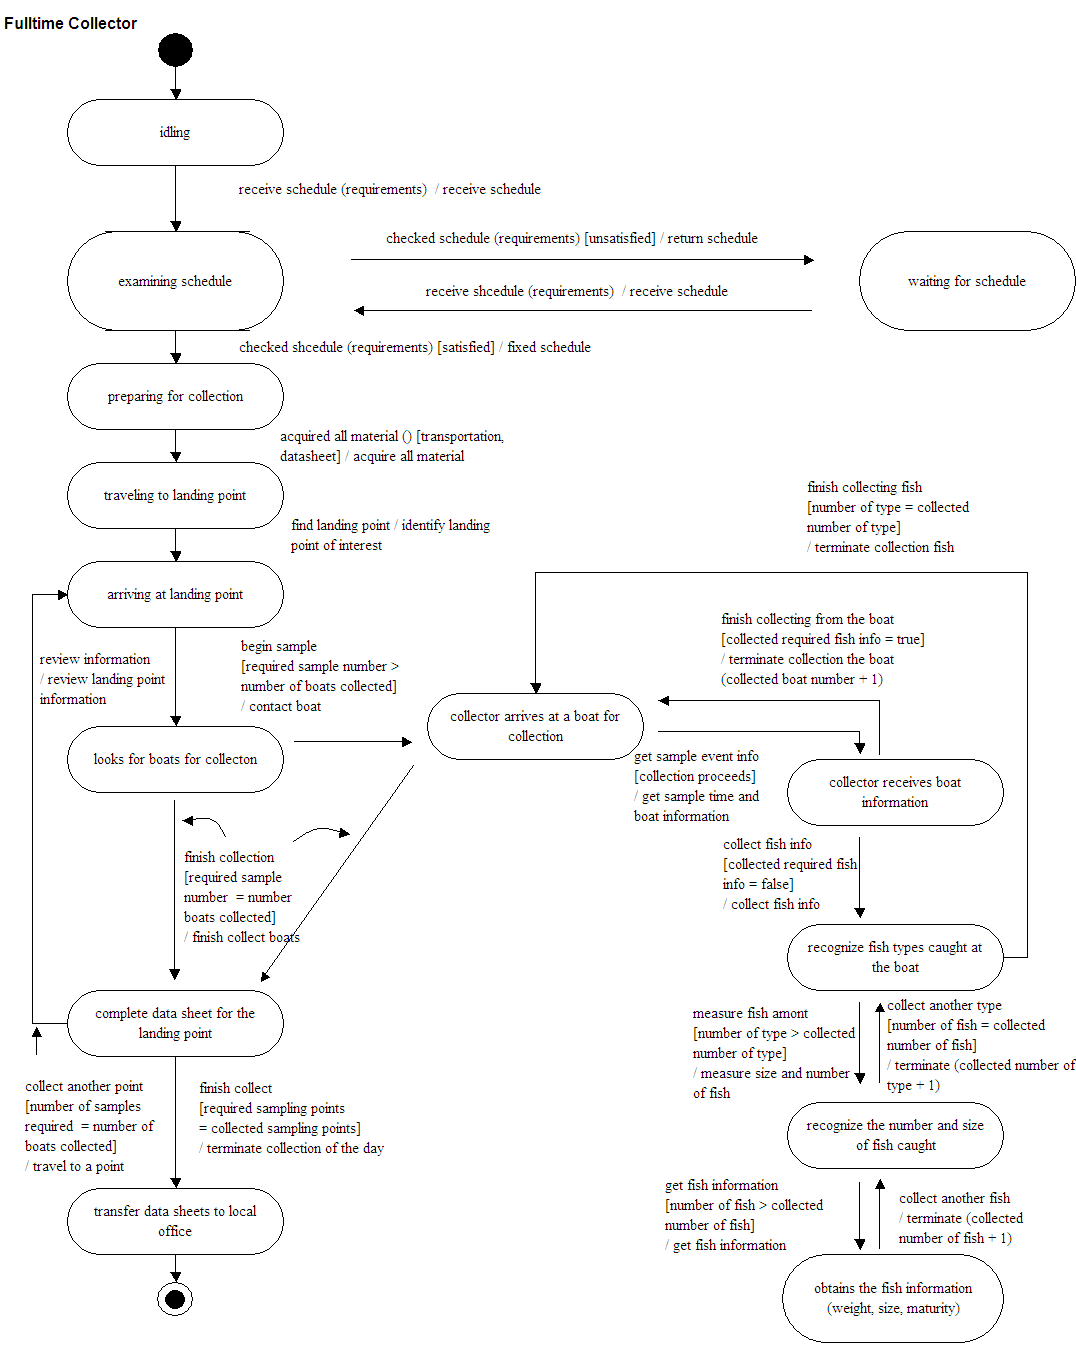 Fulltime Collector
idling
receive schedule (requirements)  / receive schedule
checked schedule (requirements) [unsatisfied] / return schedule
examining schedule
waiting for schedule
receive shcedule (requirements)  / receive schedule
checked shcedule (requirements) [satisfied] / fixed schedule
preparing for collection
acquired all material () [transportation,
datasheet] / acquire all material
traveling to landing point
find landing point / identify landing
point of interest
arriving at landing point
review information
/ review landing point
information
begin sample
[required sample number >
number of boats collected]
/ contact boat
looks for boats for collecton
finish collection
[required sample
number  = number
boats collected]
/ finish collect boats
collector arrives at a boat for
collection
finish collecting fish
[number of type = collected
number of type]
/ terminate collection fish
finish collecting from the boat
[collected required fish info = true]
/ terminate collection the boat
(collected boat number + 1)
get sample event info
[collection proceeds]
/ get sample time and
boat information
collector receives boat
information
collect fish info
[collected required fish
info = false]
/ collect fish info
recognize fish types caught at
the boat
measure fish amont
[number of type > collected
number of type]
/ measure size and number
of fish
collect another type
[number of fish = collected
number of fish]
/ terminate (collected number of
type + 1)
recognize the number and size
of fish caught
get fish information
[number of fish > collected
number of fish]
/ get fish information
collect another fish
/ terminate (collected
number of fish + 1)
obtains the fish information
(weight, size, maturity)
complete data sheet for the
landing point
collect another point
[number of samples
required  = number of
boats collected]
/ travel to a point
finish collect
[required sampling points
= collected sampling points]
/ terminate collection of the day
transfer data sheets to local
office